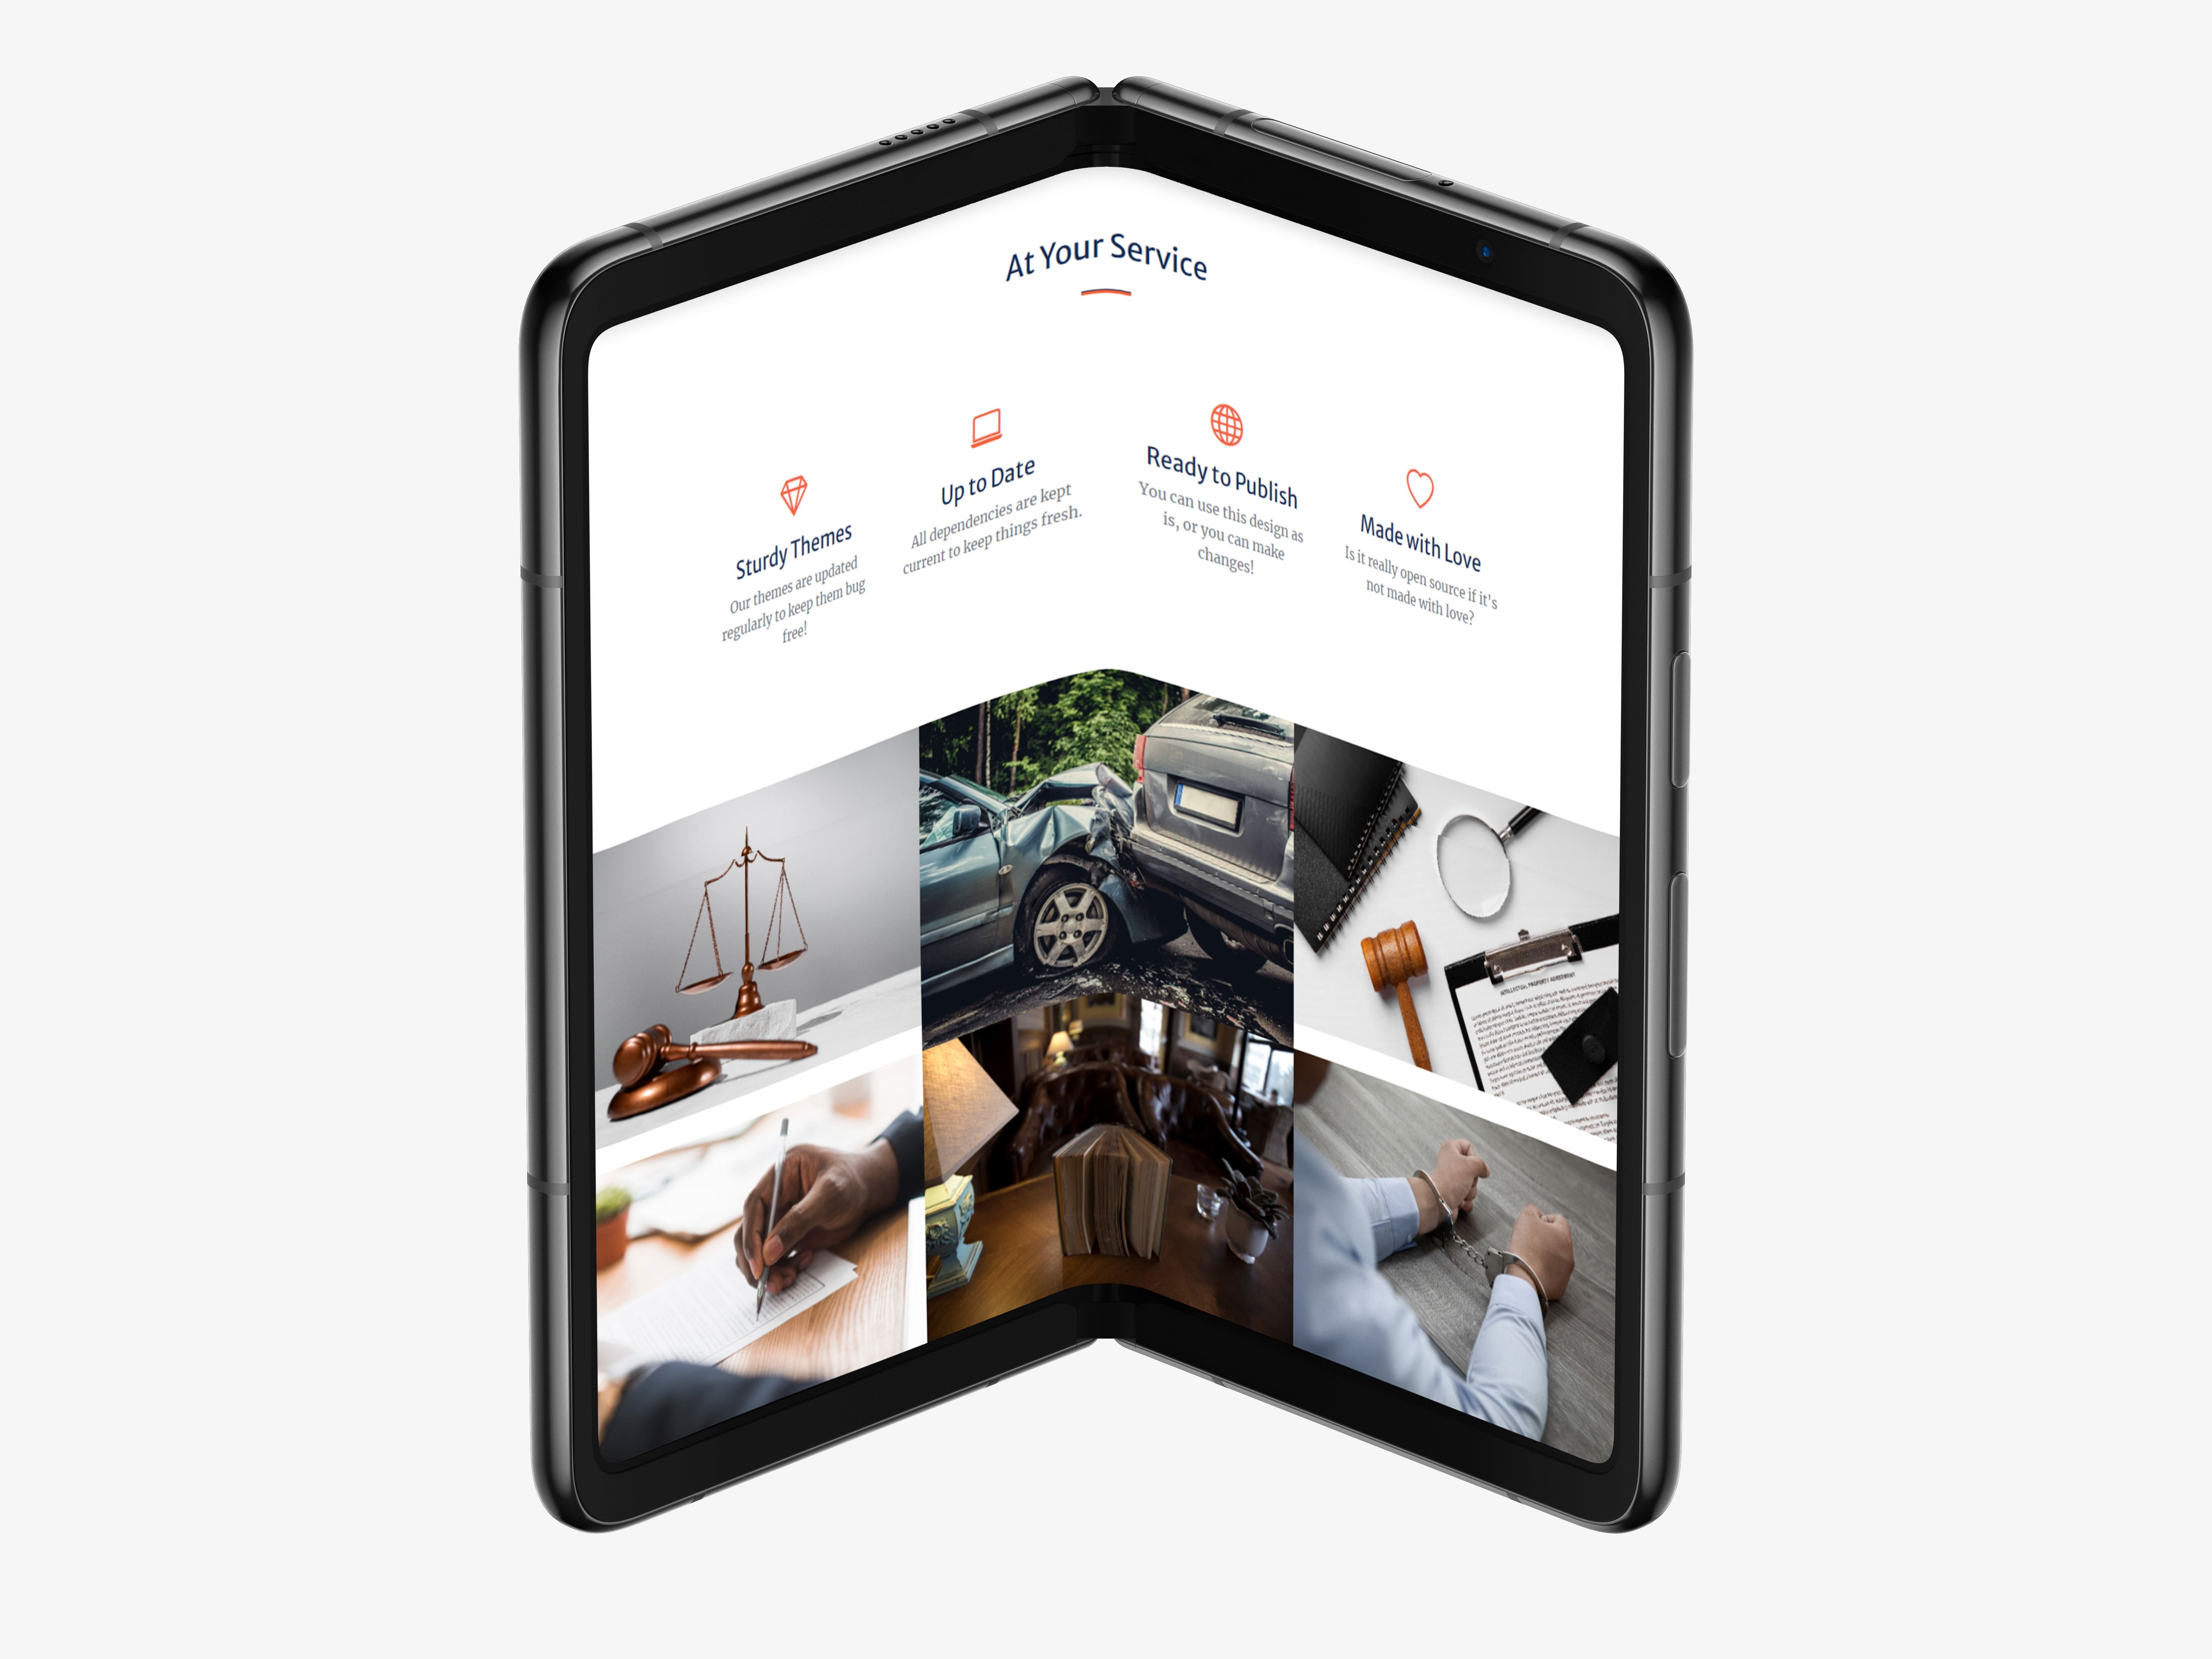 At Your Service
Sturdy Themes
Our themes are updated
regularly to keep them bug
free!
Up to Date
All dependencies are kept
current to keep things fresh.
Ready to Publish
You can use this design as
is, or you can make
changes!
Made with Love
Is it really open source if it's
not made with love?
INTELLECTUAL PROPERTY AGREEMENT